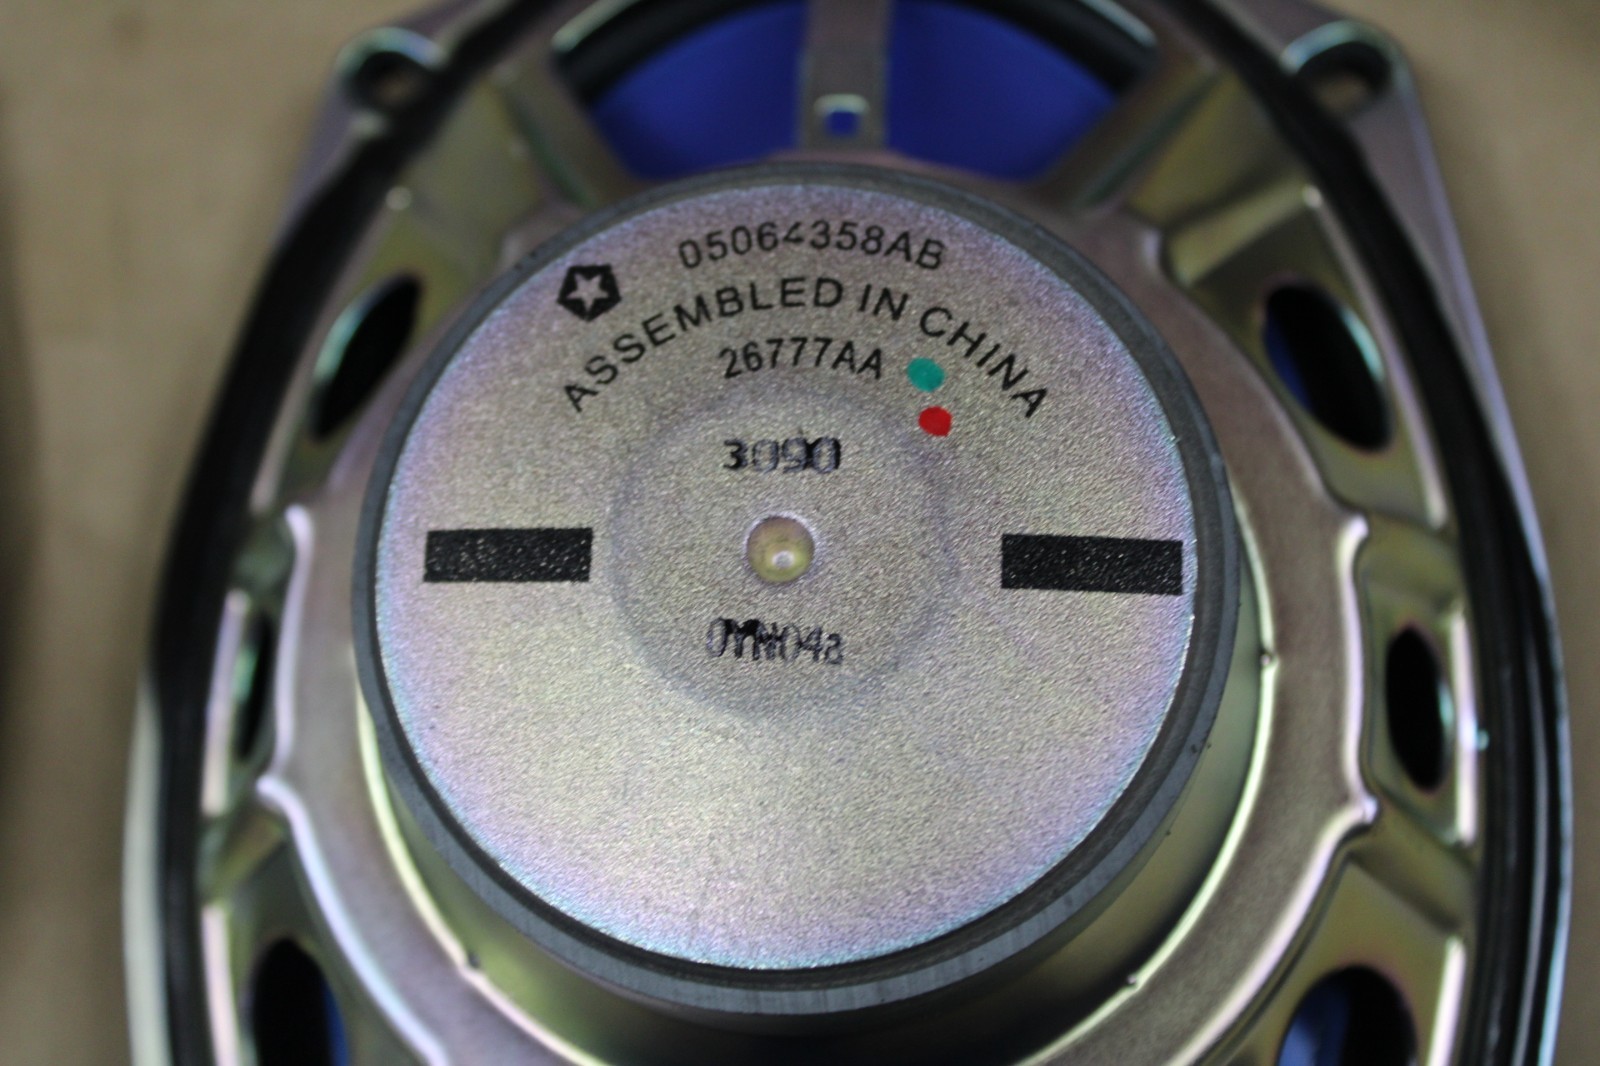 05064358AB
ASSEMBLED IN CHINA
26777AA
3090